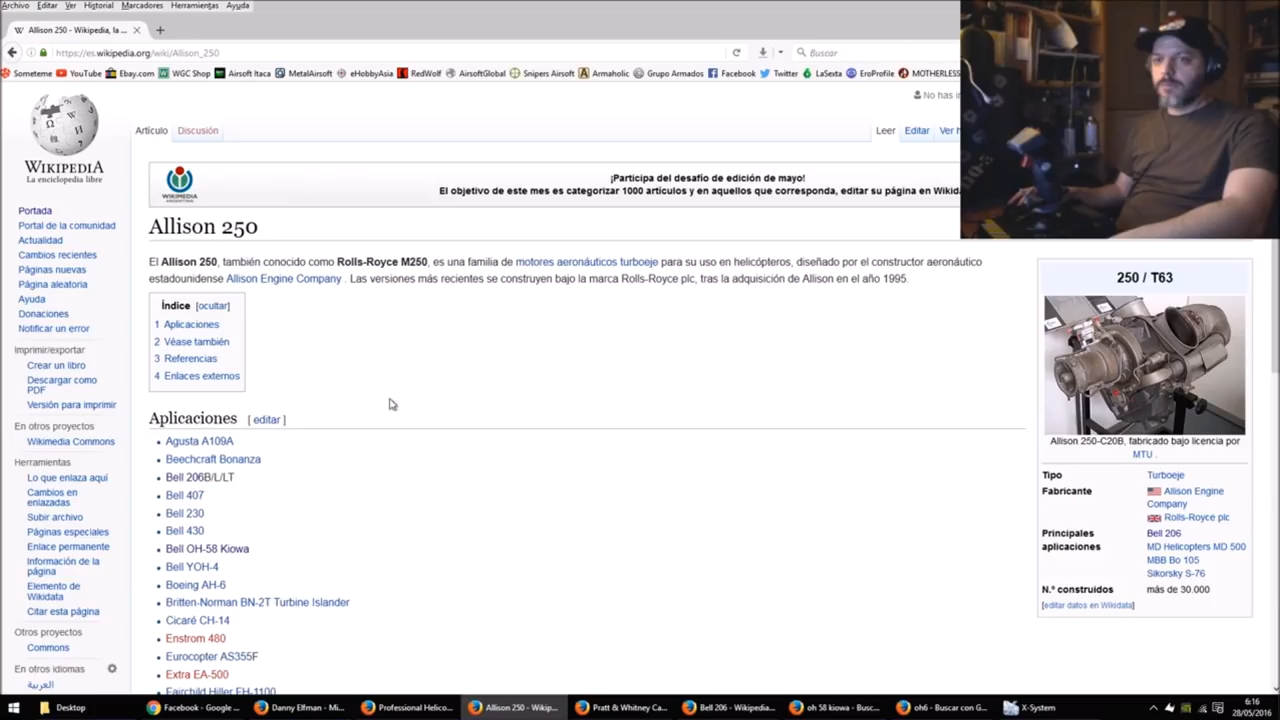 Archivo Editar Ver Historial Marcadores Herramientas Ayuda
W Allison 250 - Wikipedia, la ...
https://es.wikipedia.org/wiki/Allison_250
Buscar
Someteme YouTube Ebay.com WGC Shop Airsoft Itaca MetalAirsoft eHobbyAsia RedWolf AirsoftGlobal Snipers Airsoft Armaholic Grupo Armados Facebook Twitter LaSexta EroProfile MOTHERLESS
No has in
Artículo Discusión Leer Editar Ver h
WIKIPEDIA
La enciclopedia libre
Portada
Portal de la comunidad
Actualidad
Cambios recientes
Páginas nuevas
Página aleatoria
Ayuda
Donaciones
Notificar un error
Imprimir/exportar
Crear un libro
Descargar como
PDF
Versión para imprimir
En otros proyectos
Wikimedia Commons
Herramientas
Lo que enlaza aquí
Cambios en
enlazadas
Subir archivo
Páginas especiales
Enlace permanente
Información de la
página
Elemento de
Wikidata
Citar esta página
Otros proyectos
Commons
En otros idiomas
العربية
WIKIMEDIA
ARGENTINA
¡Participa del desafío de edición de mayo!
El objetivo de este mes es categorizar 1000 artículos y en aquellos que corresponda, editar su página en Wikida
Allison 250
El Allison 250, también conocido como Rolls-Royce M250, es una familia de motores aeronáuticos turboeje para su uso en helicópteros, diseñado por el constructor aeronáutico
estadounidense Allison Engine Company . Las versiones más recientes se construyen bajo la marca Rolls-Royce plc, tras la adquisición de Allison en el año 1995.
Índice [ocultar]
1 Aplicaciones
2 Véase también
3 Referencias
4 Enlaces externos
Aplicaciones [ editar ]
Agusta A109A
Beechcraft Bonanza
Bell 206B/L/LT
Bell 407
Bell 230
Bell 430
Bell OH-58 Kiowa
Bell YOH-4
Boeing AH-6
Britten-Norman BN-2T Turbine Islander
Cicaré CH-14
Enstrom 480
Eurocopter AS355F
Extra EA-500
Fairchild Hiller FH-1100
250 / T63
Allison 250-C20B, fabricado bajo licencia por
MTU .
Tipo Turboeje
Fabricante Allison Engine
Company
Rolls-Royce plc
Principales Bell 206
aplicaciones MD Helicopters MD 500
MBB Bo 105
Sikorsky S-76
N.º construidos más de 30.000
[editar datos en Wikidata]
Desktop Facebook - Google ... Danny Elfman - Mi... Professional Helico... Allison 250 - Wikip... Pratt & Whitney Ca... Bell 206 - Wikipedi... oh 58 kiowa - Busc... oh6 - Buscar con G... X-System
6:16
28/05/2016